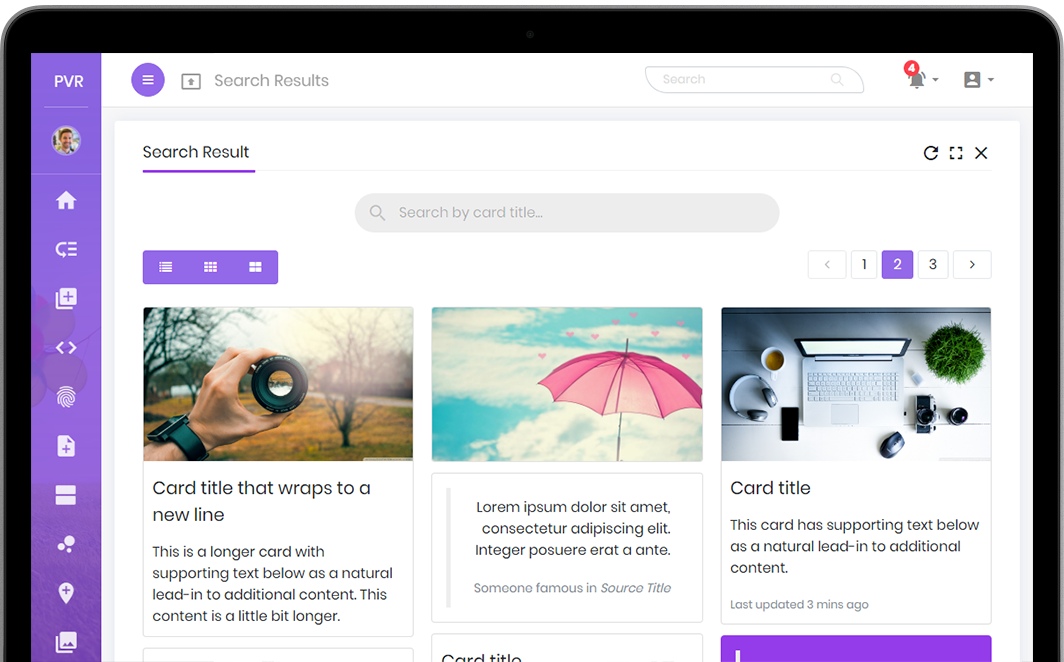 PVR
Search Results
Search
4
Search Result
Search by card title...
1
2
3
Card title that wraps to a
new line
This is a longer card with
supporting text below as a natural
lead-in to additional content. This
content is a little bit longer.
Lorem ipsum dolor sit amet,
consectetur adipiscing elit.
Integer posuere erat a ante.
Someone famous in Source Title
Card title
Card title
This card has supporting text below
as a natural lead-in to additional
content.
Last updated 3 mins ago